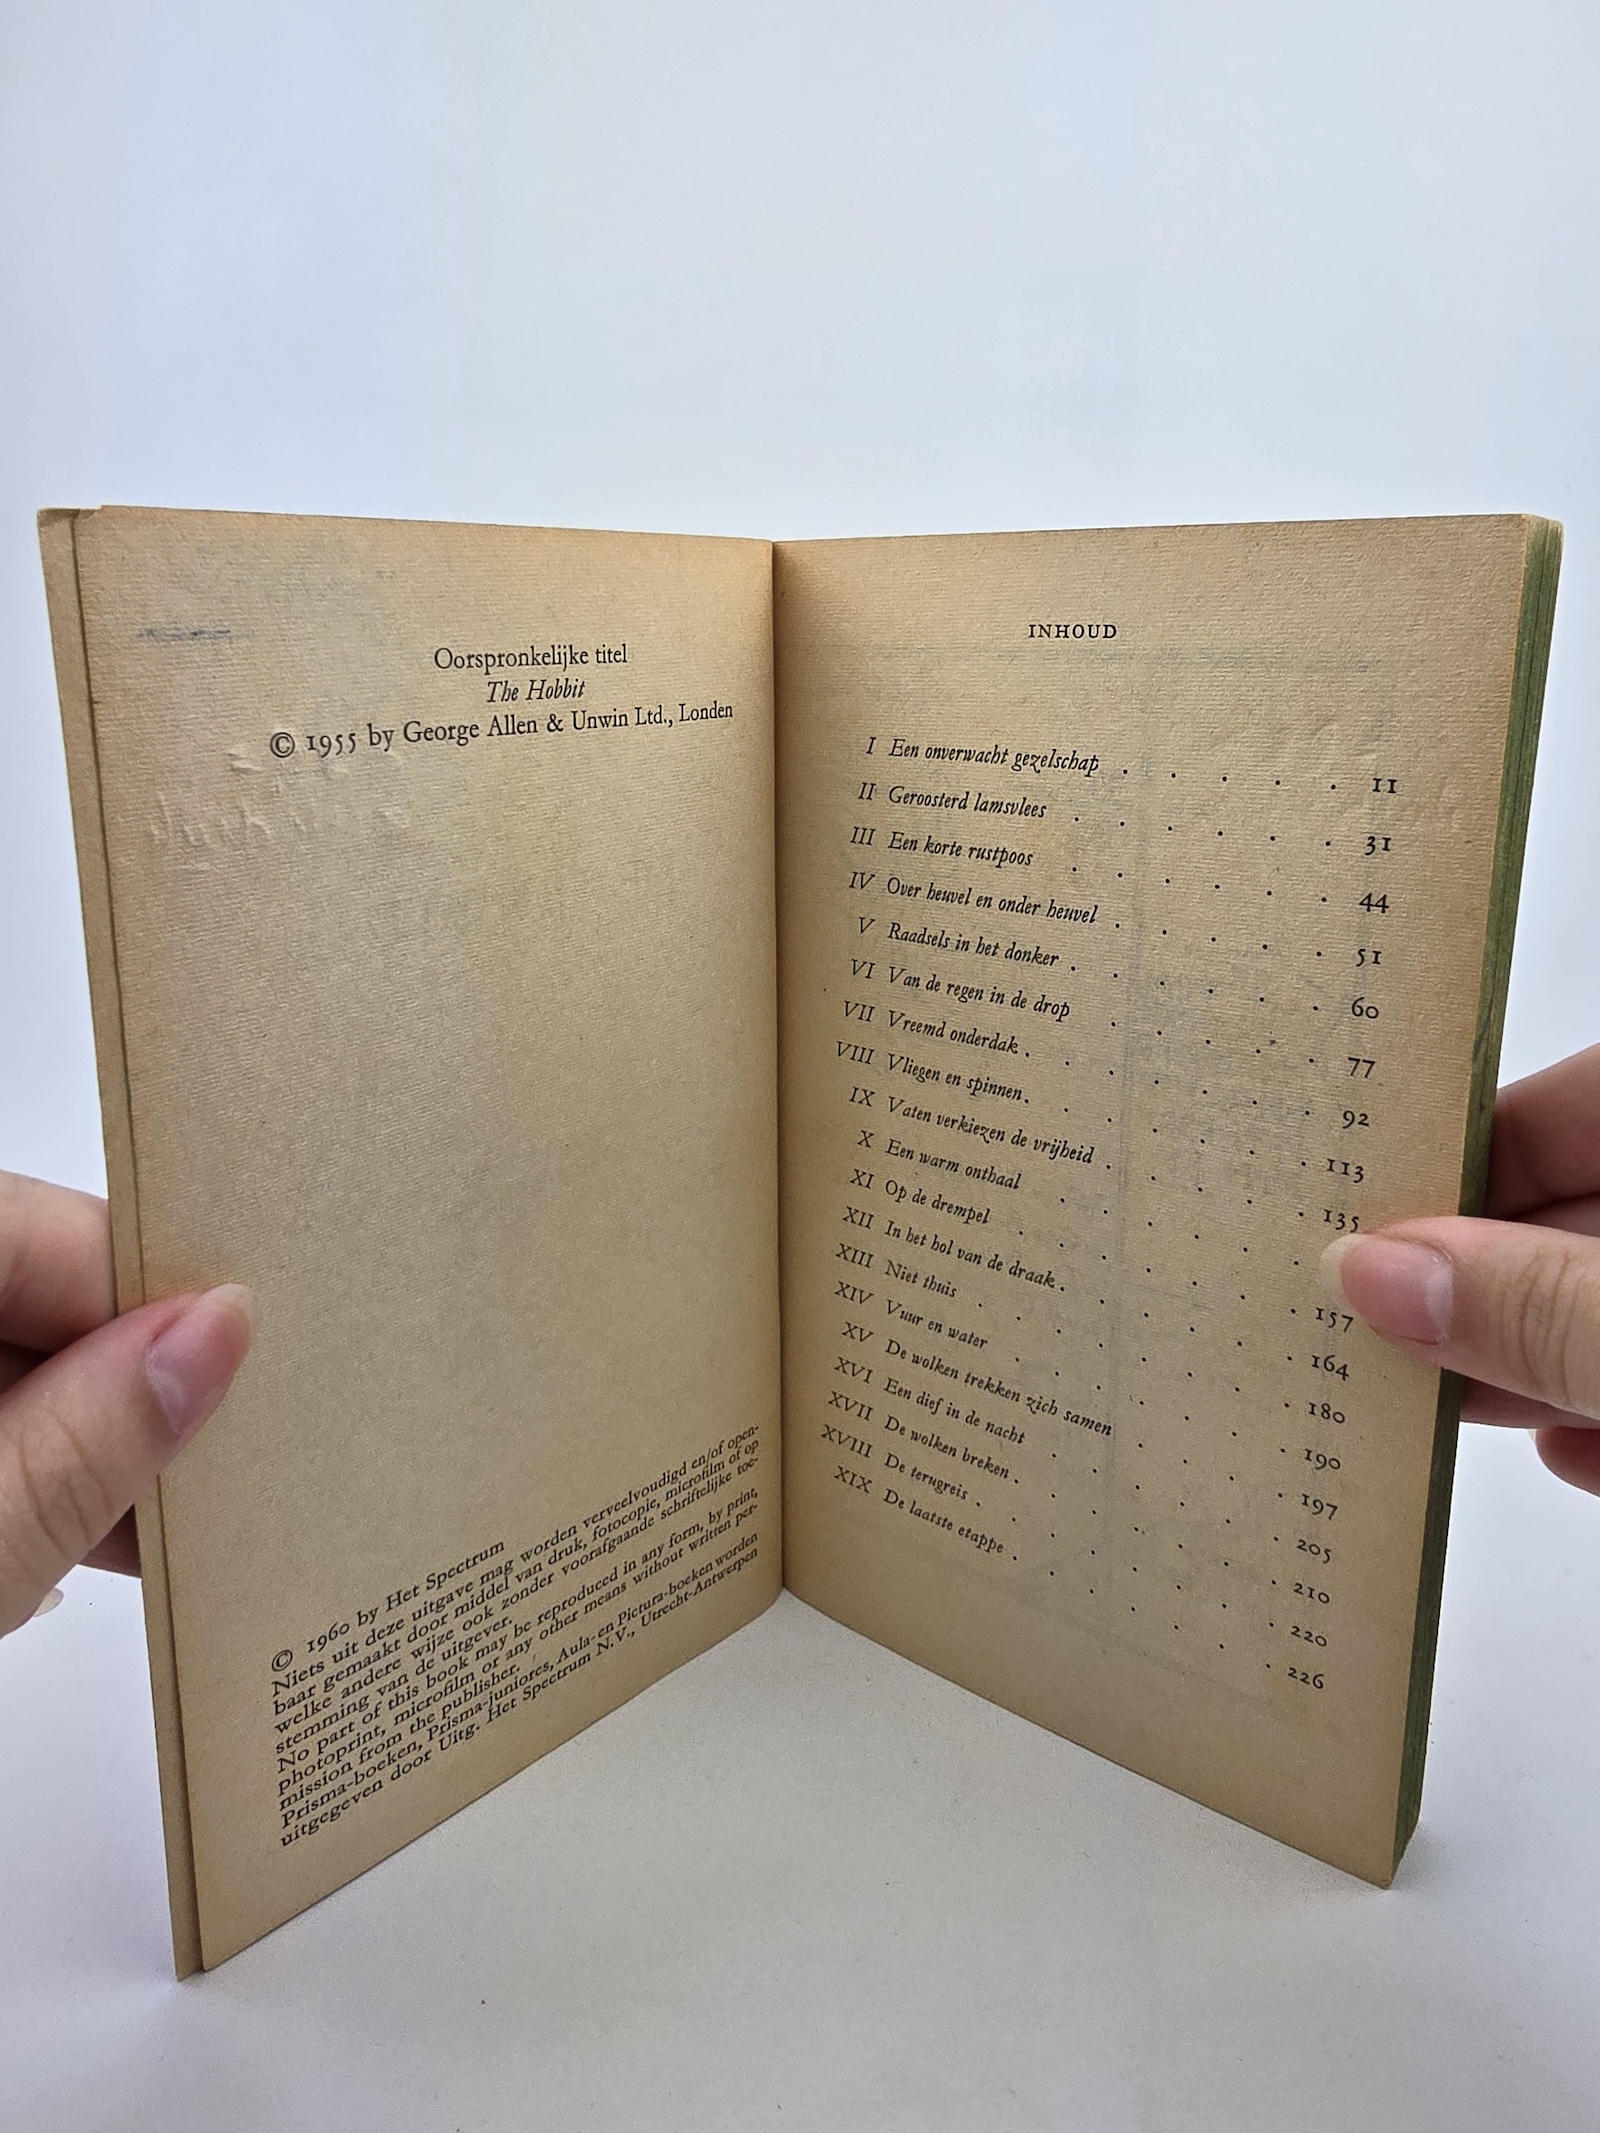 Oorspronkelijke titel
The Hobbit
© 1955 by George Allen & Unwin Ltd., Londen
© 1960 by Het Spectrum
Niets uit deze uitgave mag worden verveelvoudigd en/of open-
baar gemaakt door middel van druk, fotocopie, microfilm of op
welke andere wijze ook zonder voorafgaande schriftelijke toe-
stemming van de uitgever.
No part of this book may be reproduced in any form, by print,
photoprint, microfilm or any other means without written per-
mission from the publisher.
Prisma-boeken, Prisma-juniores, Aula- en Pictura-boeken worden
uitgegeven door Uitg. Het Spectrum N.V., Utrecht-Antwerpen
INHOUD
I Een onverwacht gezelschap . . . . . 11
II Geroosterd lamsvlees . . . . . . 31
III Een korte rustpoos . . . . . . 44
IV Over heuvel en onder heuvel . . . . . 51
V Raadsels in het donker . . . . . . 60
VI Van de regen in de drop . . . . . 77
VII Vreemd onderdak . . . . . . . 92
VIII Vliegen en spinnen . . . . . . . 113
IX Vaten verkiezen de vrijheid . . . . . 135
X Een warm onthaal . . . . .
XI Op de drempel . . . . . . . 157
XII In het hol van de draak . . . . . . 164
XIII Niet thuis . . . . . . . . 180
XIV Vuur en water . . . . . . . 190
XV De wolken trekken zich samen . . . . 197
XVI Een dief in de nacht . . . . . . 205
XVII De wolken breken . . . . . . . 210
XVIII De terugreis . . . . . . . . 220
XIX De laatste etappe . . . . . . . 226